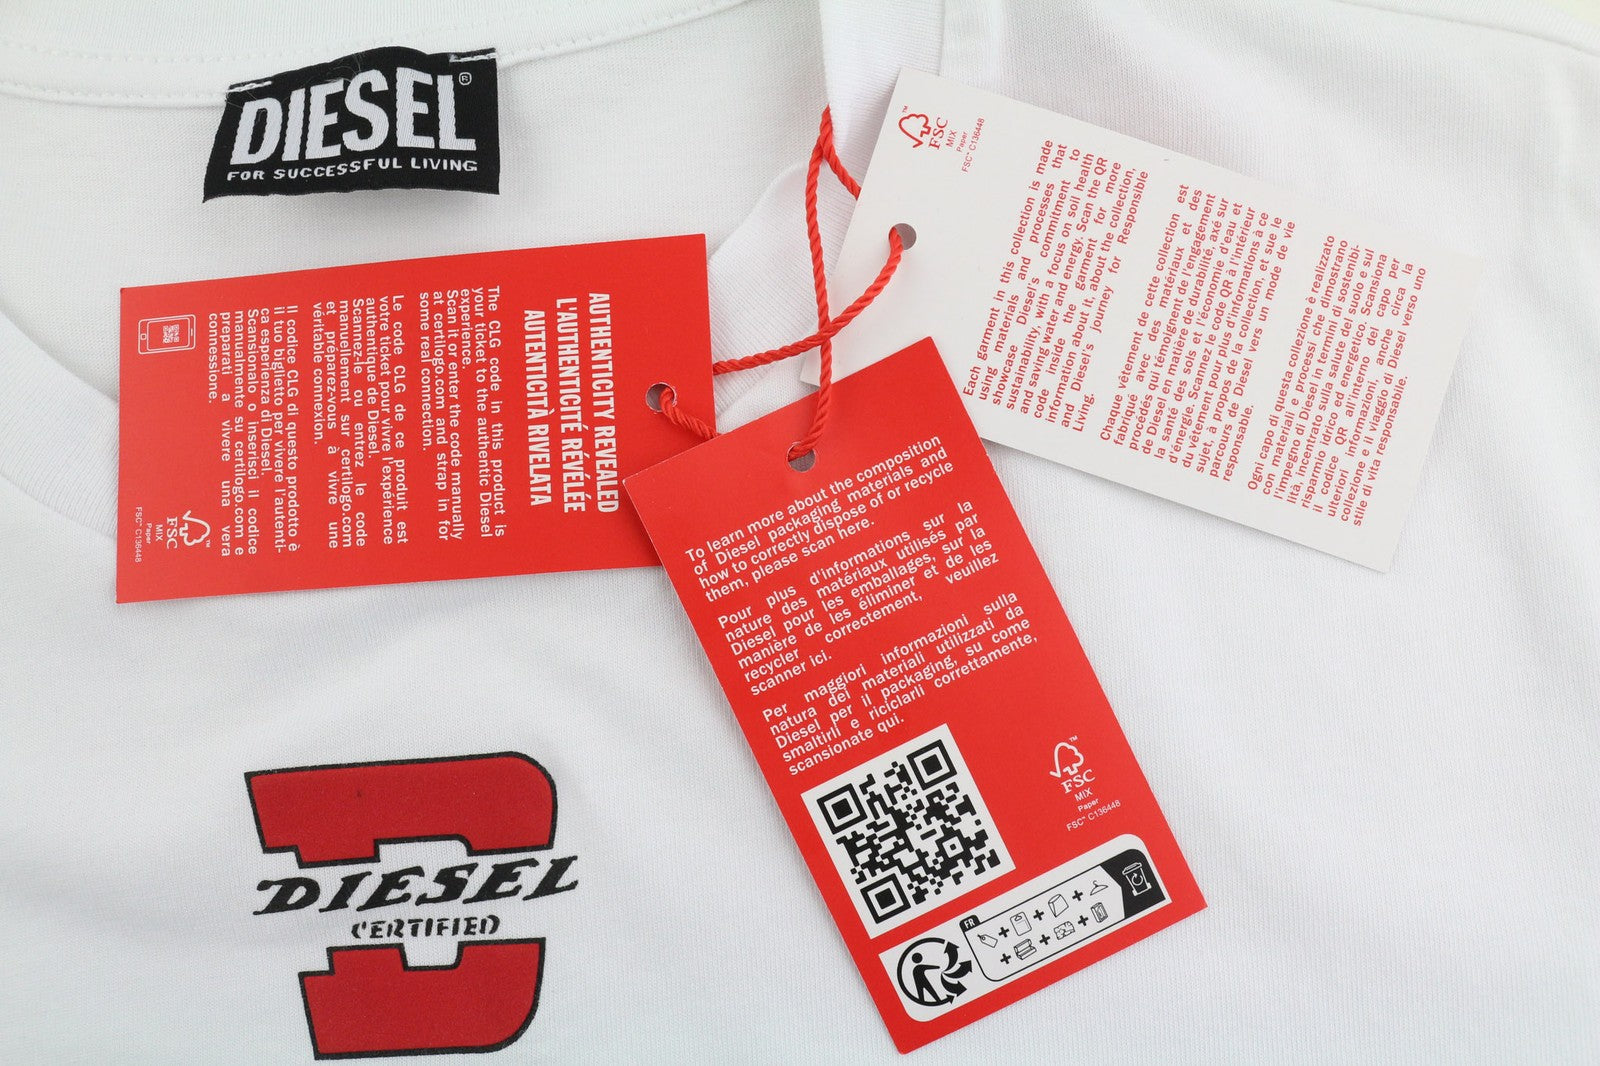 DIESEL®
FOR SUCCESSFUL LIVING
AUTHENTICITY REVEALED
L'AUTHENTICITÉ RÉVÉLÉE
AUTENTICITÀ RIVELATA
The CLG code in this product is
your ticket to the authentic Diesel
experience.
Scan it or enter the code manually
at certilogo.com and strap in for
some real connection.
Le code CLG de ce produit est
votre ticket pour vivre l'expérience
authentique de Diesel.
Scannez-le ou entrez le code
manuellement sur certilogo.com
et préparez-vous à vivre une
véritable connexion.
Il codice CLG di questo prodotto è
il tuo biglietto per vivere l'autenti-
ca esperienza di Diesel.
Scansionalo o inserisci il codice
manualmente su certilogo.com e
preparati a vivere una vera
connessione.
FSC™
MIX
Paper
FSC™ C136448
FSC™
MIX
Paper
FSC™ C136448
Each garment in this collection is made
using materials and processes that
showcase Diesel's commitment to
sustainability, with a focus on soil health
and saving water and energy. Scan the QR
code inside the garment for more
information about it, about the collection,
and Diesel's journey for Responsible
Living.
Chaque vêtement de cette collection est
fabriqué avec des matériaux et des
procédés qui témoignent de l'engagement
de Diesel en matière de durabilité, axé sur
la santé des sols et l'économie d'eau et
d'énergie. Scannez le code QR à l'intérieur
du vêtement pour plus d'informations à ce
sujet, à propos de la collection, et sue le
parcours de Diesel vers un mode de vie
responsable.
Ogni capo di questa collezione è realizzato
con materiali e processi che dimostrano
l'impegno di Diesel in termini di sostenibi-
lità, incentrato sulla salute del suolo e sul
risparmio idrico ed energetico. Scansiona
il codice QR all'interno del capo per
ulteriori informazioni, anche circa la
collezione e il viaggio di Diesel verso uno
stile di vita responsabile.
To learn more about the composition
of Diesel packaging materials and
how to correctly dispose of or recycle
them, please scan here.
Pour plus d'informations sur la
nature des matériaux utilisés par
Diesel pour les emballages, sur la
manière de les éliminer et de les
recycler correctement, veuillez
scanner ici.
Per maggiori informazioni sulla
natura dei materiali utilizzati da
Diesel per il packaging, su come
smaltirli e riciclarli correttamente,
scansionate qui.
FSC™
MIX
Paper
FSC™ C136448
FR
DIESEL
CERTIFIED